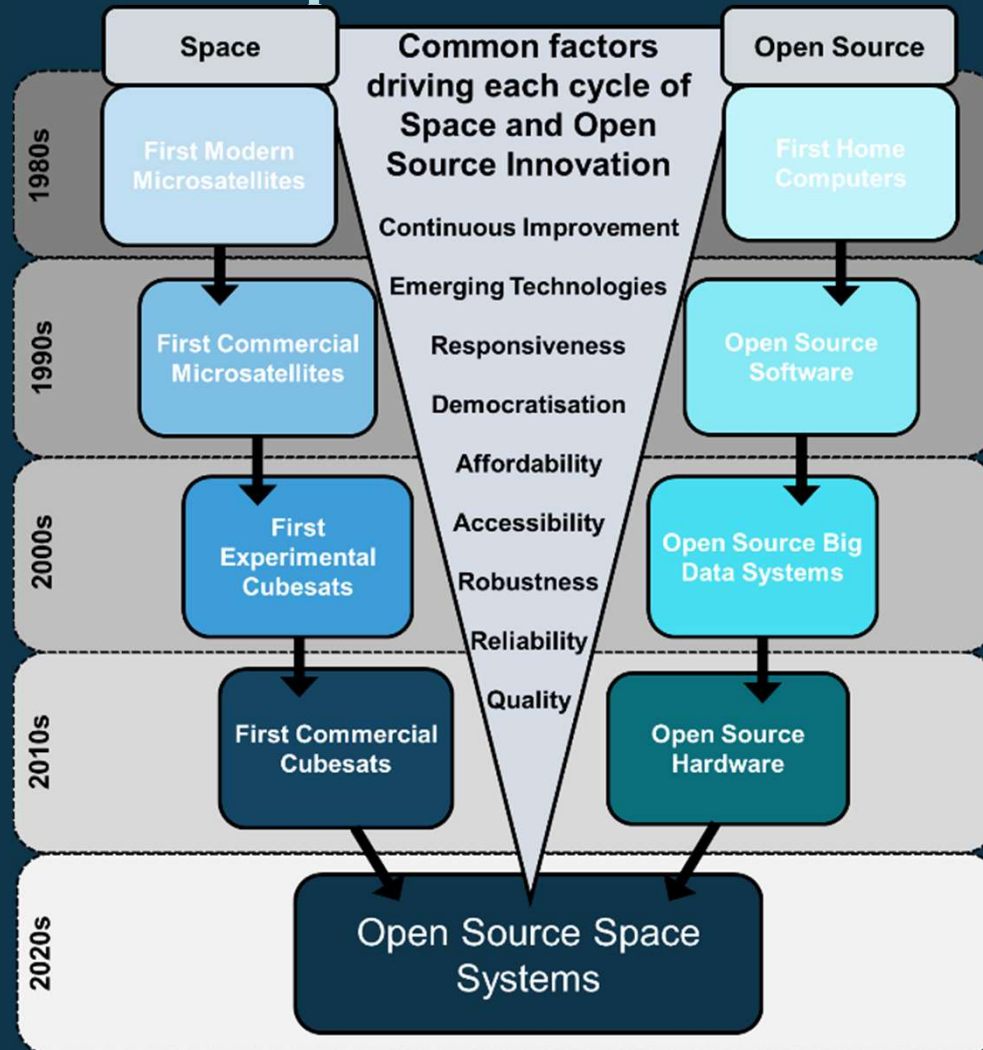 Space
Common factors
driving each cycle of
Space and Open
Source Innovation
Open Source
1980s
First Modern
Microsatellites
First Home
Computers
Continuous Improvement
1990s
Emerging Technologies
First Commercial
Microsatellites
Responsiveness
Open Source
Software
Democratisation
Affordability
2000s
First
Experimental
Cubesats
Accessibility
Open Source Big
Data Systems
Robustness
Reliability
2010s
Quality
First Commercial
Cubesats
Open Source
Hardware
2020s
Open Source Space
Systems